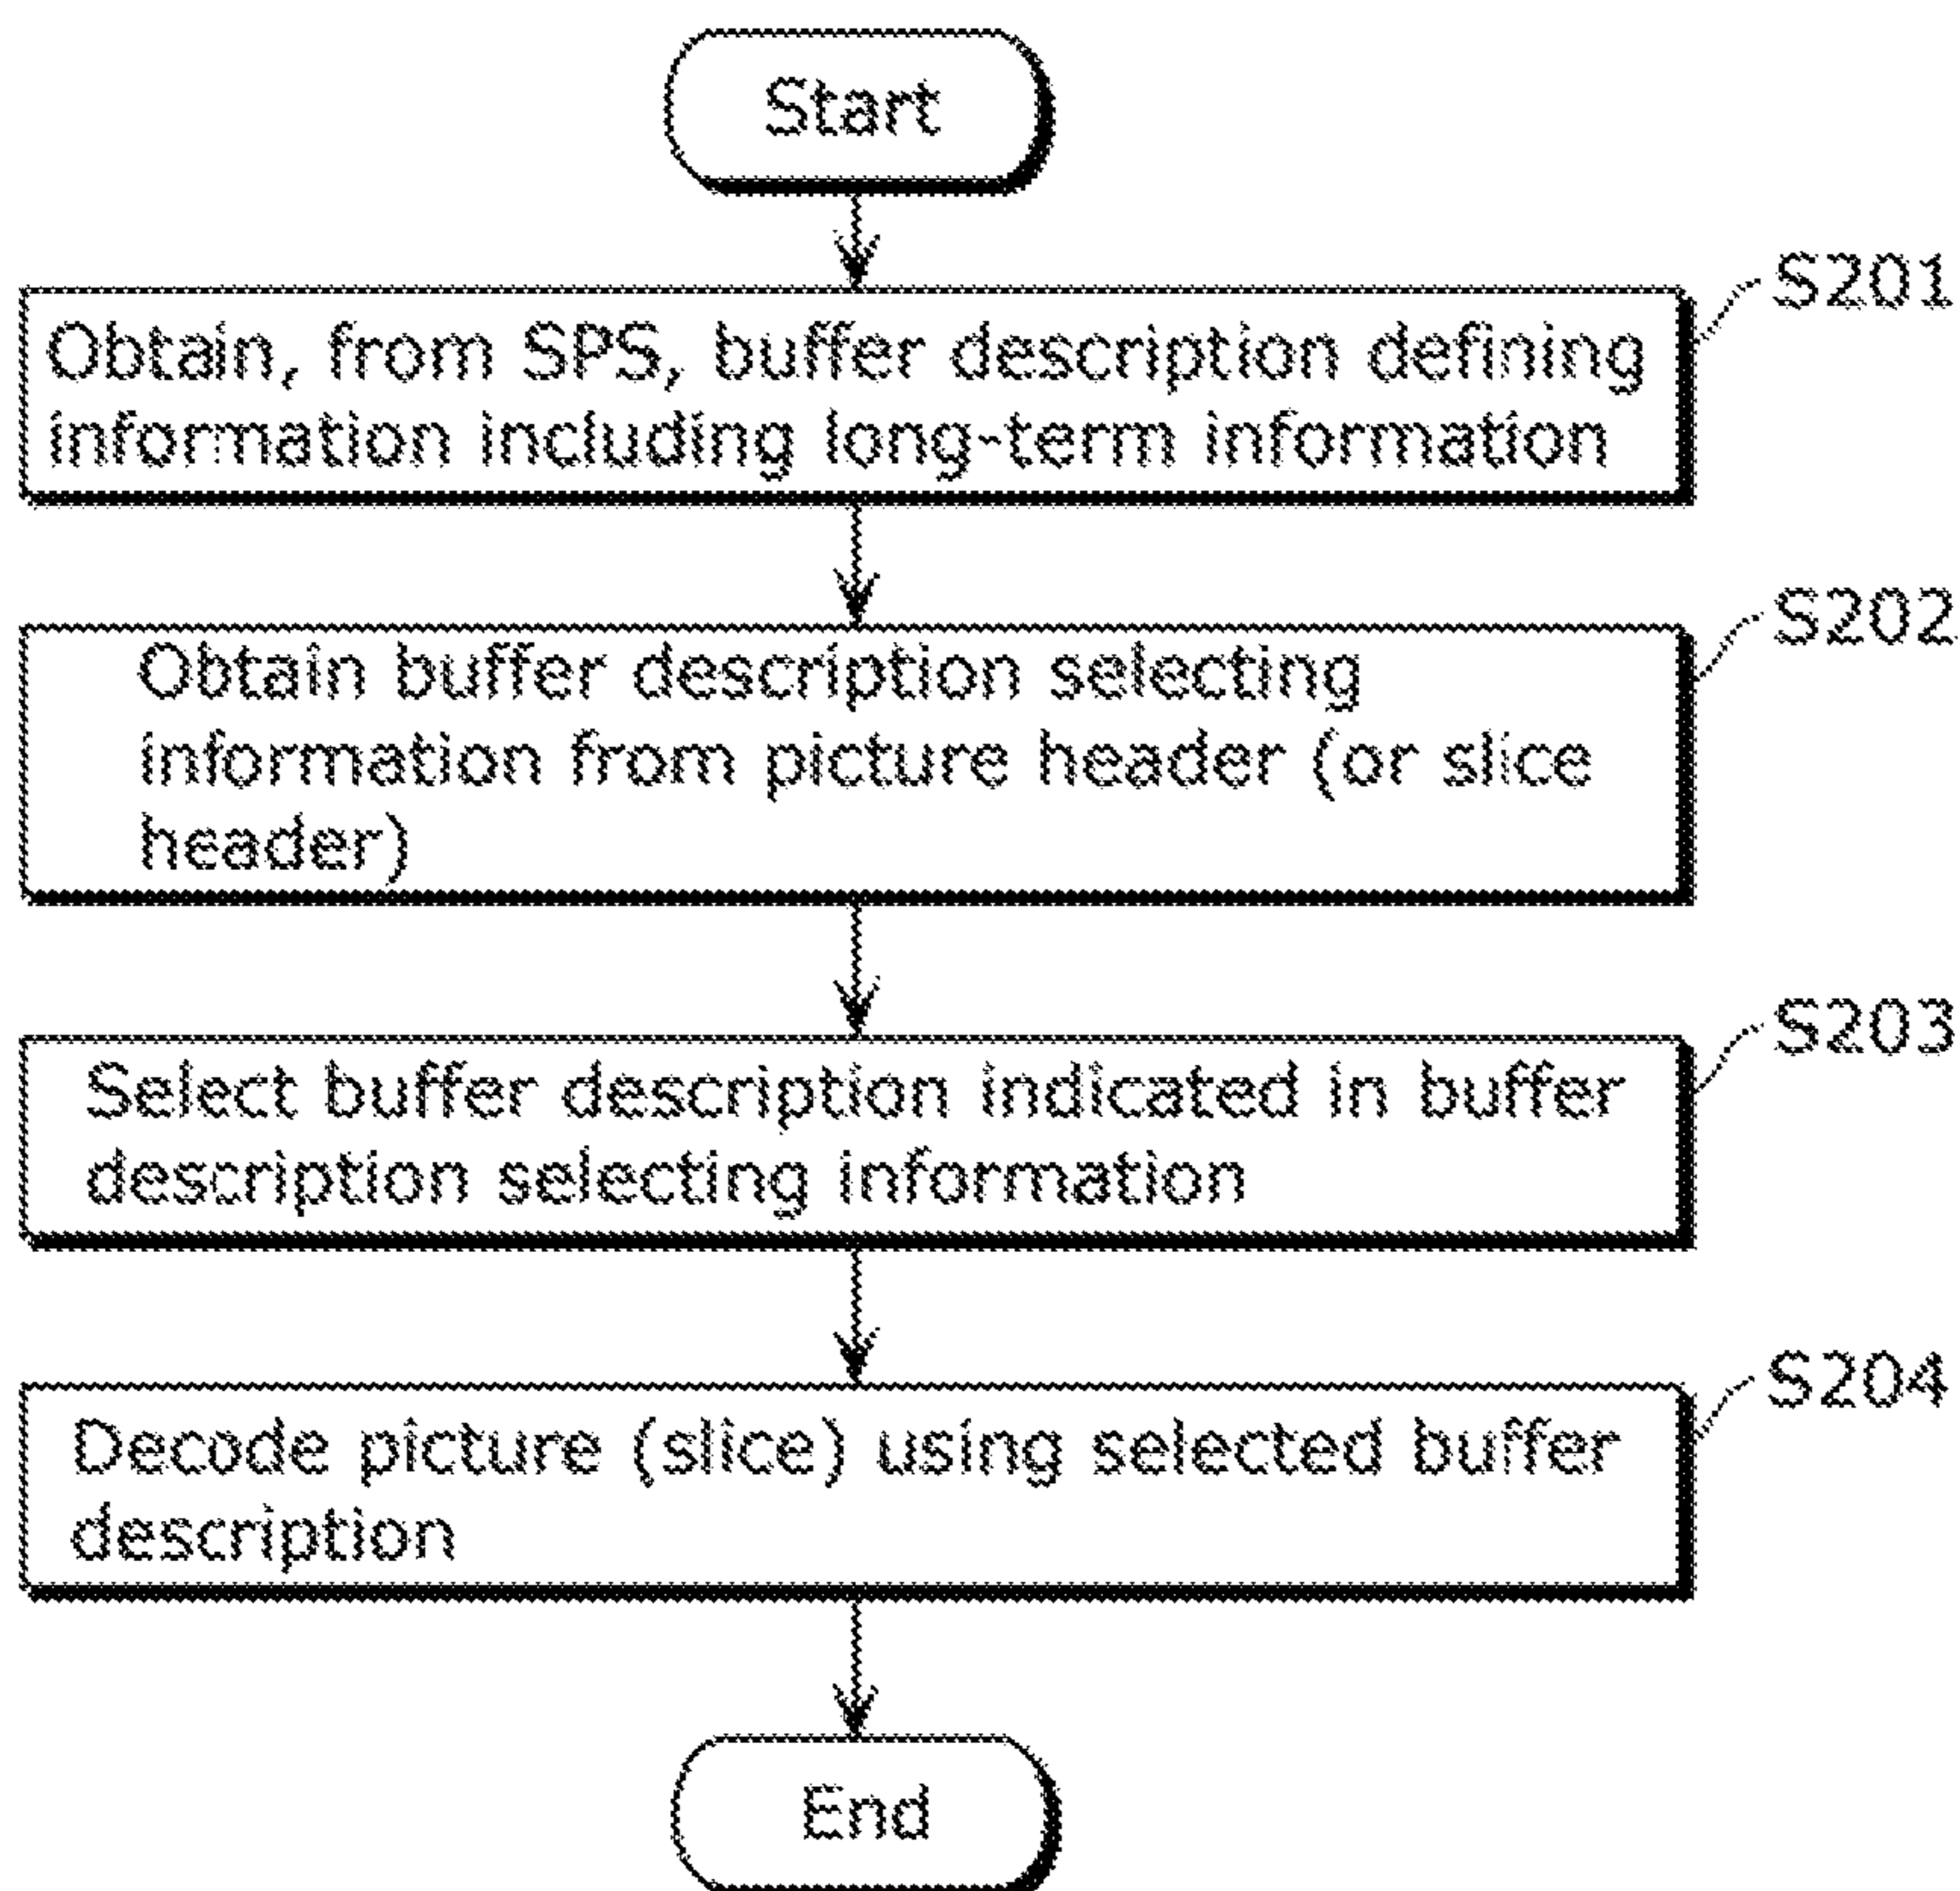 Start
S201
Obtain, from SPS, buffer description defining
information including long-term information
S202
Obtain buffer description selecting
information from picture header (or slice
header)
S203
Select buffer description indicated in buffer
description selecting information
S204
Decode picture (slice) using selected buffer
description
End